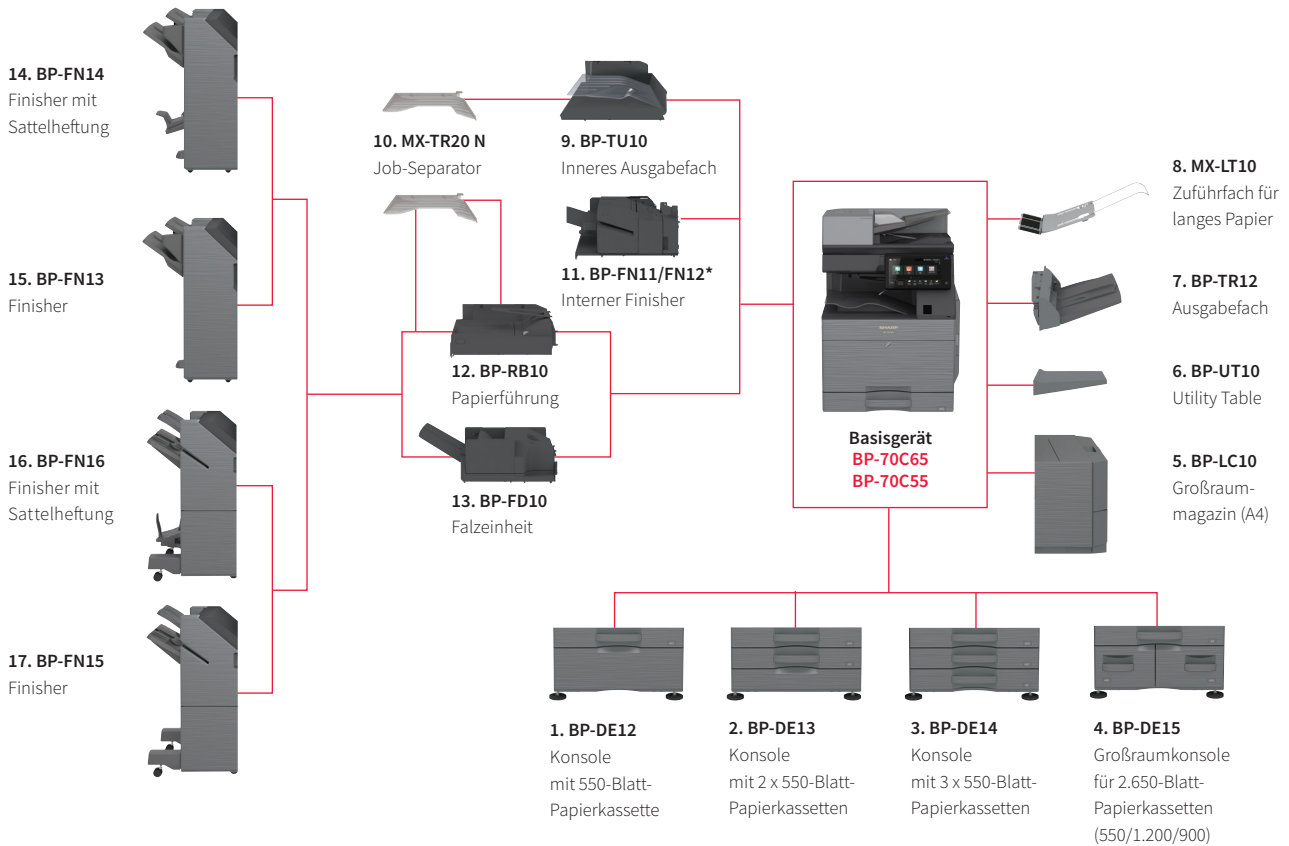 14. BP-FN14
Finisher mit
Sattelheftung
15. BP-FN13
Finisher
16. BP-FN16
Finisher mit
Sattelheftung
17. BP-FN15
Finisher
10. MX-TR20 N
Job-Separator
9. BP-TU10
Inneres Ausgabefach
11. BP-FN11/FN12*
Interner Finisher
12. BP-RB10
Papierführung
13. BP-FD10
Falzeinheit
SHARP
Basisgerät
BP-70C65
BP-70C55
8. MX-LT10
Zuführfach für
langes Papier
7. BP-TR12
Ausgabefach
6. BP-UT10
Utility Table
5. BP-LC10
Großraum-
magazin (A4)
1. BP-DE12
Konsole
mit 550-Blatt-
Papierkassette
2. BP-DE13
Konsole
mit 2 x 550-Blatt-
Papierkassetten
3. BP-DE14
Konsole
mit 3 x 550-Blatt-
Papierkassetten
4. BP-DE15
Großraumkonsole
für 2.650-Blatt-
Papierkassetten
(550/1.200/900)